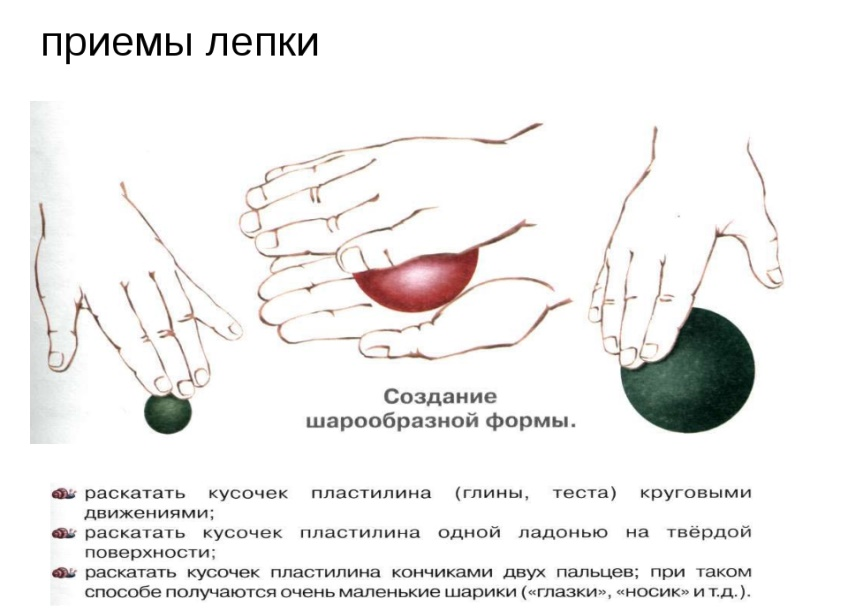 приемы лепки
Создание
шарообразной формы.
раскатать кусочек пластилина (глины, теста) круговыми
движениями;
раскатать кусочек пластилина одной ладонью на твёрдой
поверхности;
раскатать кусочек пластилина кончиками двух пальцев; при таком
способе получаются очень маленькие шарики («глазки», «носик» и т.д.).